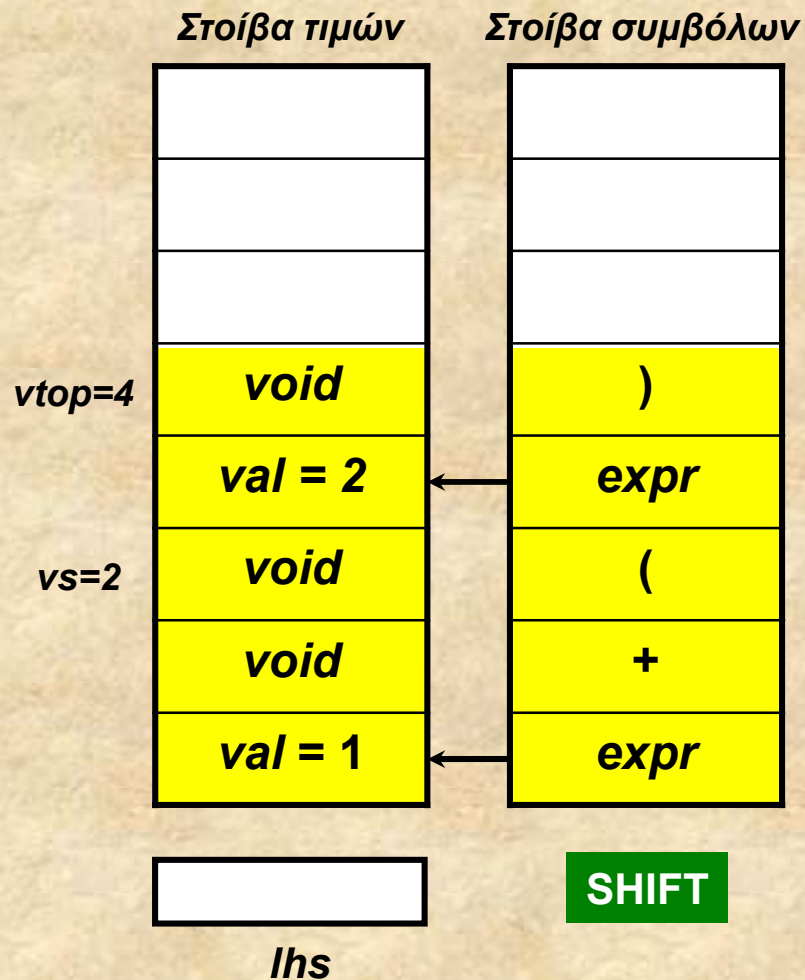 Στοίβα τιμών Στοίβα συμβόλων
vtop=4 void )
val = 2 expr
vs=2 void (
void +
val = 1 expr
SHIFT
lhs